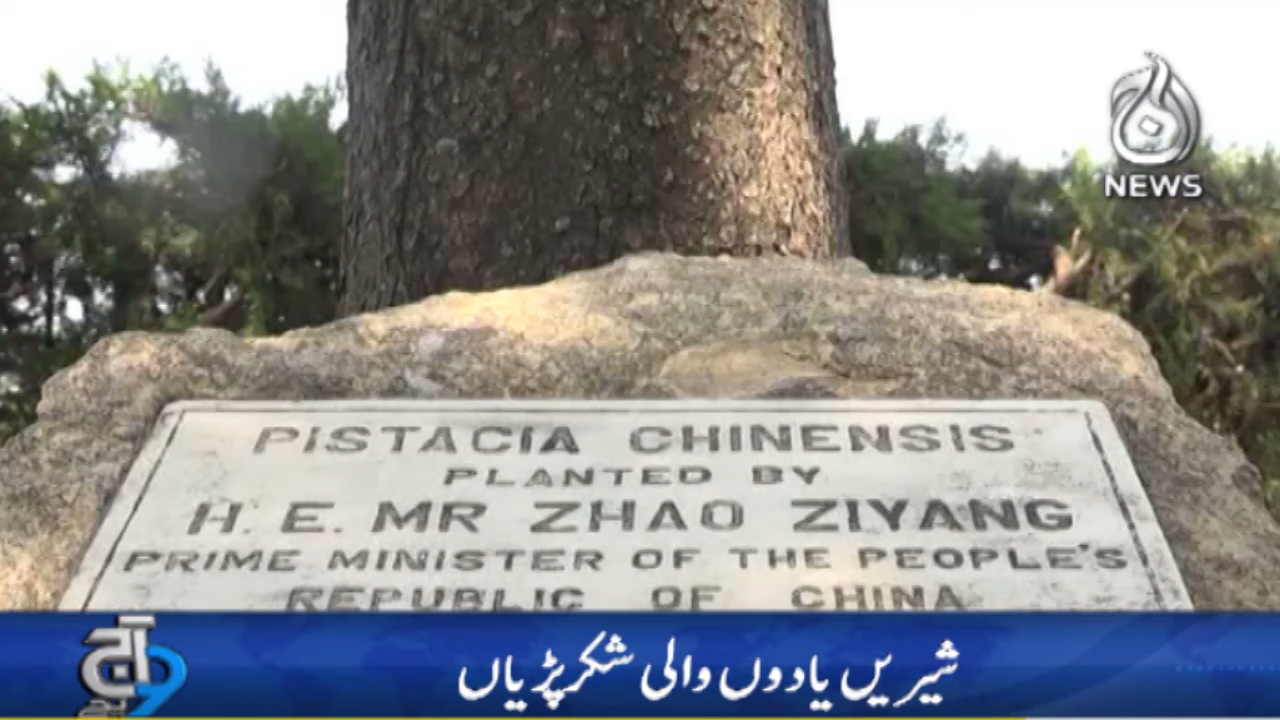 NEWS
PISTACIA CHINENSIS
PLANTED BY
H. E. MR ZHAO ZIYANG
PRIME MINISTER OF THE PEOPLE'S
REPUBLIC OF CHINA
شیریں یادوں والی شکرپڑیاں
آج